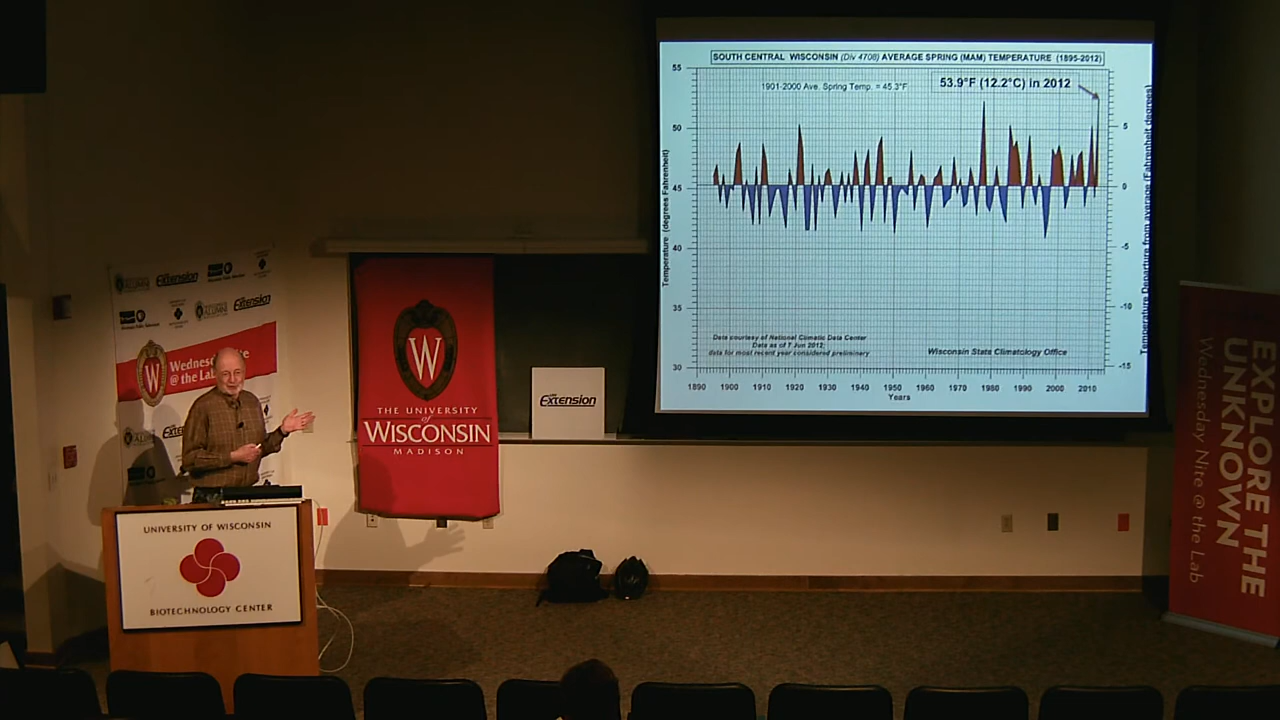 SOUTH CENTRAL WISCONSIN (Div 4708) AVERAGE SPRING (MAM) TEMPERATURE (1895-2012)
1901-2000 Ave. Spring Temp. = 45.3°F
53.9°F (12.2°C) in 2012
Temperature (degrees Fahrenheit)
55
50
45
40
35
30
5
0
-5
-10
-15
Temperature Departure from average (Fahrenheit degrees)
Data courtesy of National Climatic Data Center
Data as of 7 Jun 2012;
data for most recent year considered preliminary
Wisconsin State Climatology Office
1890 1900 1910 1920 1930 1940 1950 1960 1970 1980 1990 2000 2010
Years
Extension
Extension
Wednesday Nite
@ the Lab
W
THE UNIVERSITY
of
WISCONSIN
MADISON
Extension
UNIVERSITY OF WISCONSIN
BIOTECHNOLOGY CENTER
EXPLORE THE
UNKNOWN
Wednesday Nite @ the Lab